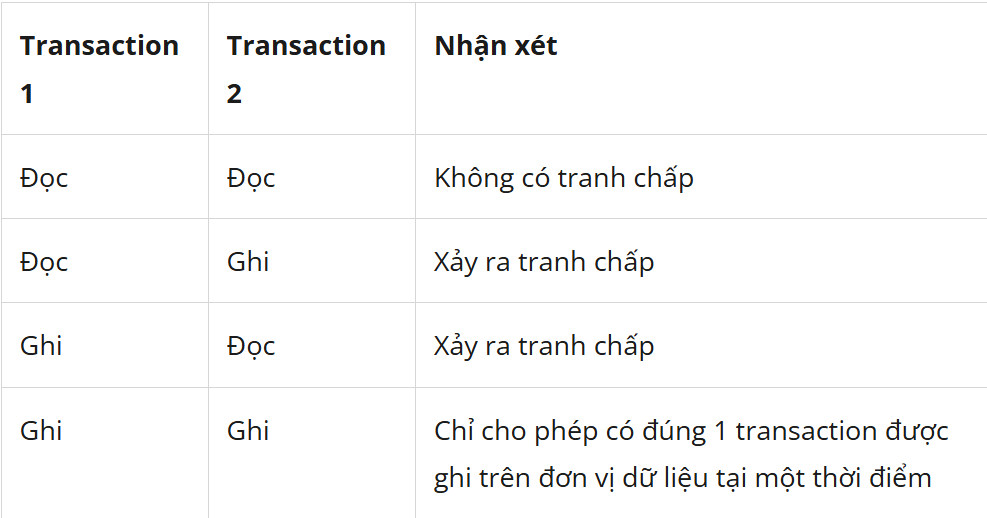 Transaction 1
Transaction 2
Nhận xét
Đọc
Đọc
Không có tranh chấp
Đọc
Ghi
Xảy ra tranh chấp
Ghi
Đọc
Xảy ra tranh chấp
Ghi
Ghi
Chỉ cho phép có đúng 1 transaction được
ghi trên đơn vị dữ liệu tại một thời điểm